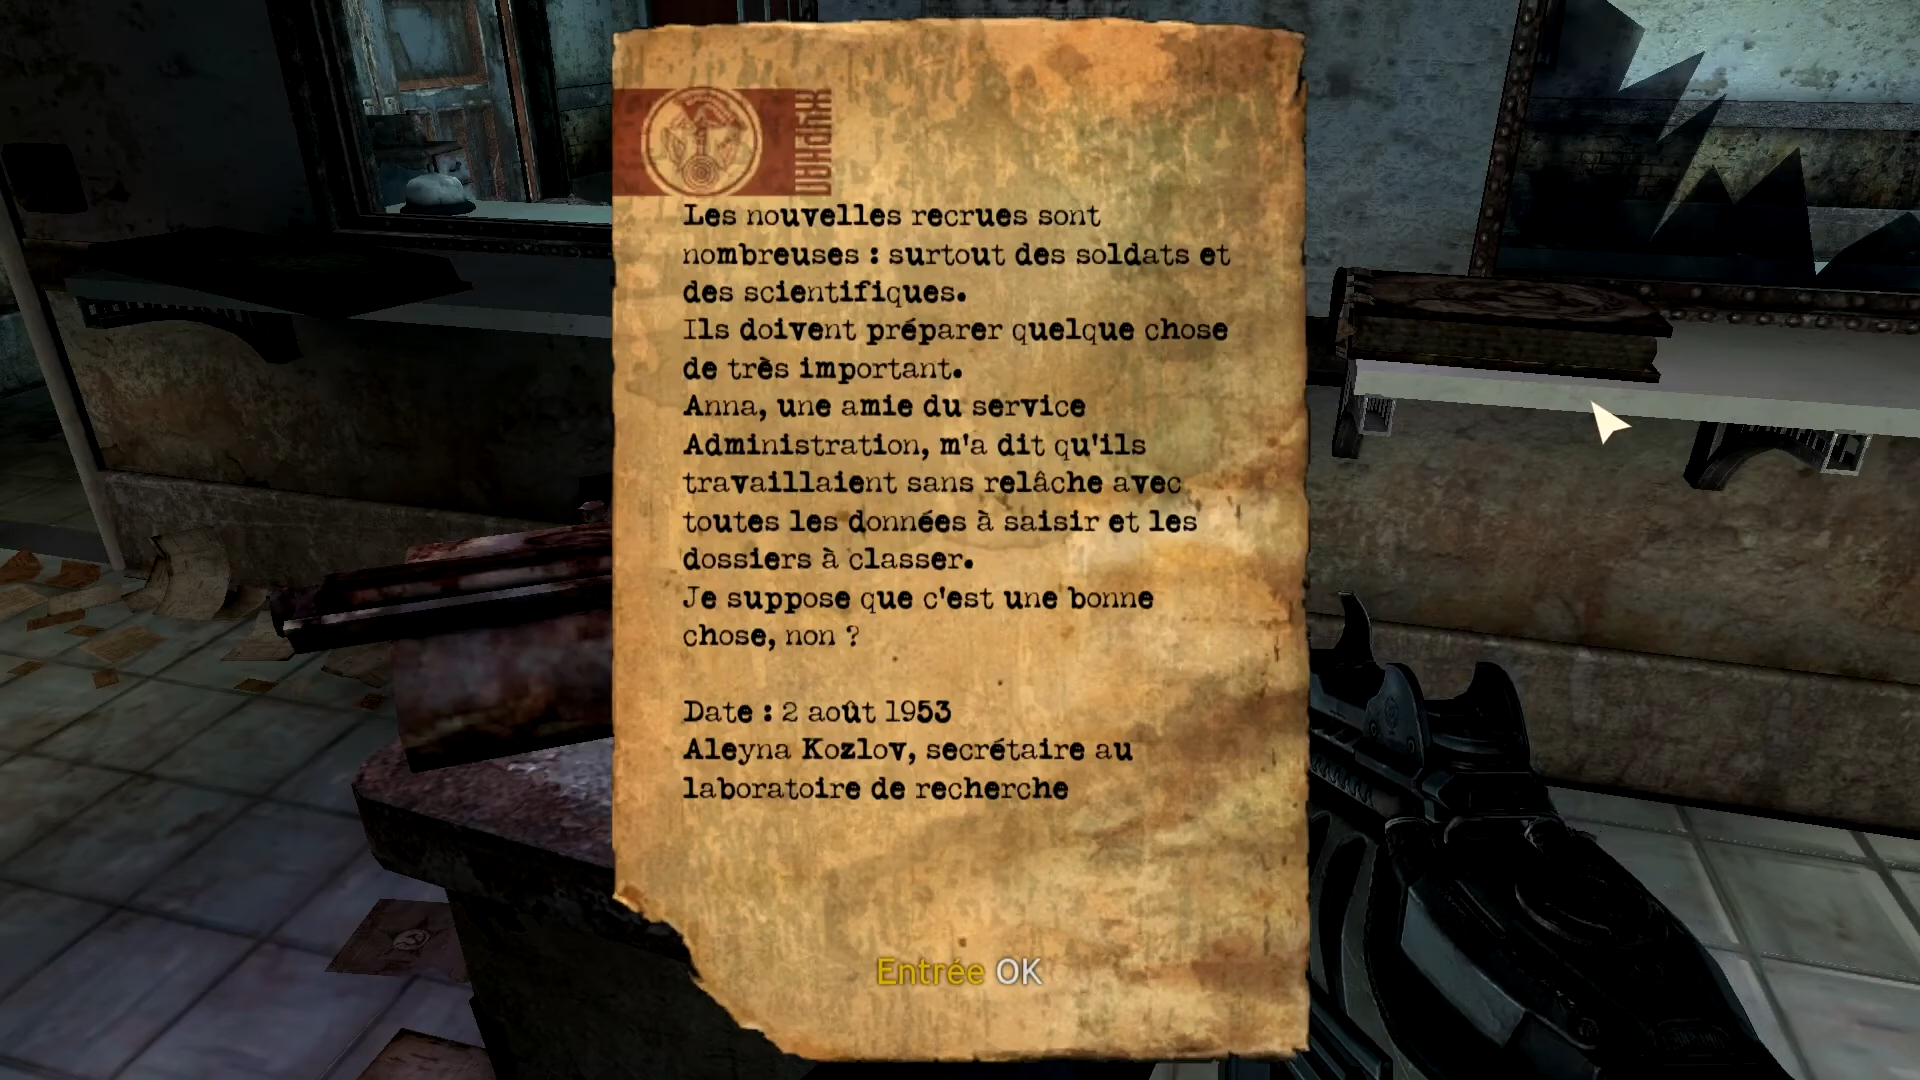 журнал
Les nouvelles recrues sont
nombreuses : surtout des soldats et
des scientifiques.
Ils doivent préparer quelque chose
de très important.
Anna, une amie du service
Administration, m'a dit qu'ils
travaillaient sans relâche avec
toutes les données à saisir et les
dossiers à classer.
Je suppose que c'est une bonne
chose, non ?
Date : 2 août 1953
Aleyna Kozlov, secrétaire au
laboratoire de recherche
Entrée OK